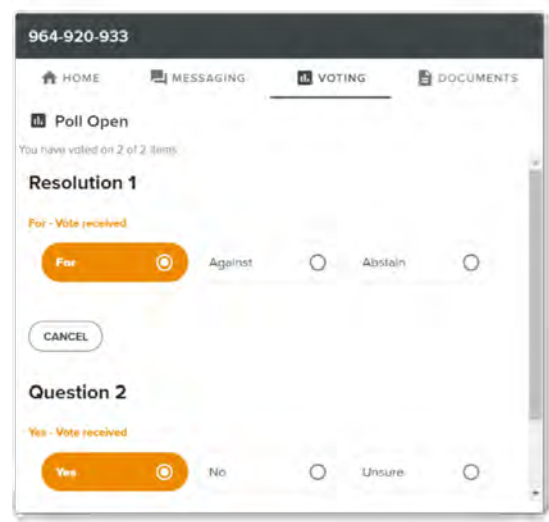 964-920-933
HOME MESSAGING VOTING DOCUMENTS
Poll Open
You have voted on 2 of 2 items
Resolution 1
For - Vote received
For Against Abstain
CANCEL
Question 2
Yes - Vote received
Yes No Unsure